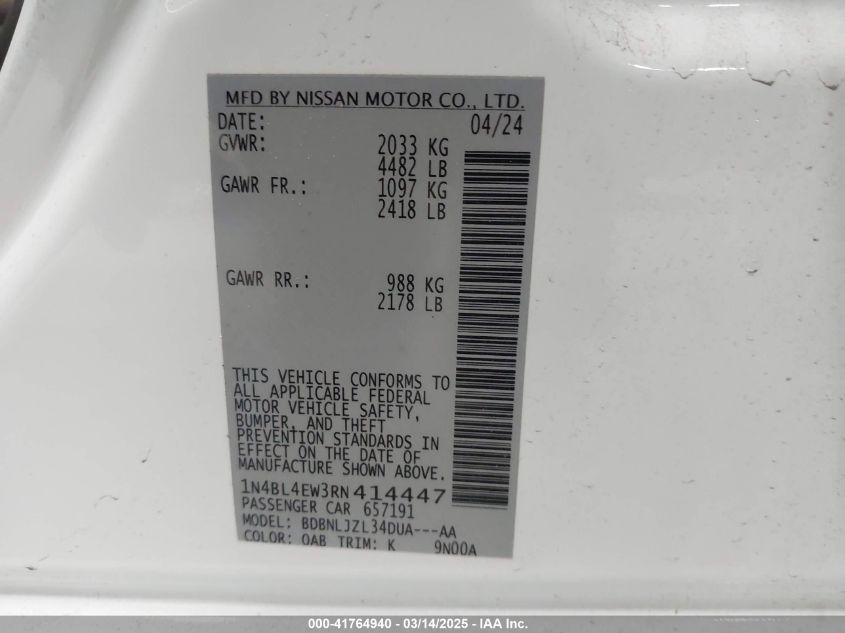 MFD BY NISSAN MOTOR CO., LTD.
DATE: 04/24
GVWR: 2033 KG
4482 LB
GAWR FR.: 1097 KG
2418 LB
GAWR RR.: 988 KG
2178 LB
THIS VEHICLE CONFORMS TO
ALL APPLICABLE FEDERAL
MOTOR VEHICLE SAFETY,
BUMPER, AND THEFT
PREVENTION STANDARDS IN
EFFECT ON THE DATE OF
MANUFACTURE SHOWN ABOVE.
1N4BL4EW3RN414447
PASSENGER CAR 657191
MODEL: BDBNLJZL34DUA---AA
COLOR: QAB TRIM: K 9N00A
000-41764940 - 03/14/2025 - IAA Inc.